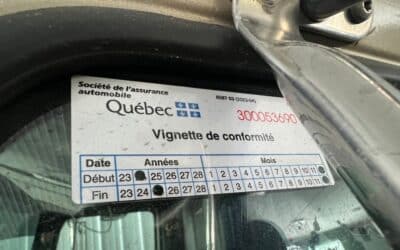 Société de l'assurance
automobile
Québec
300053690
Vignette de conformité
Date Années Mois
Début 23 25 26 27 28 1 2 3 4 5 6 7 8 9 10 11
Fin 23 24 26 27 28 1 2 3 4 5 6 7 8 9 10 11